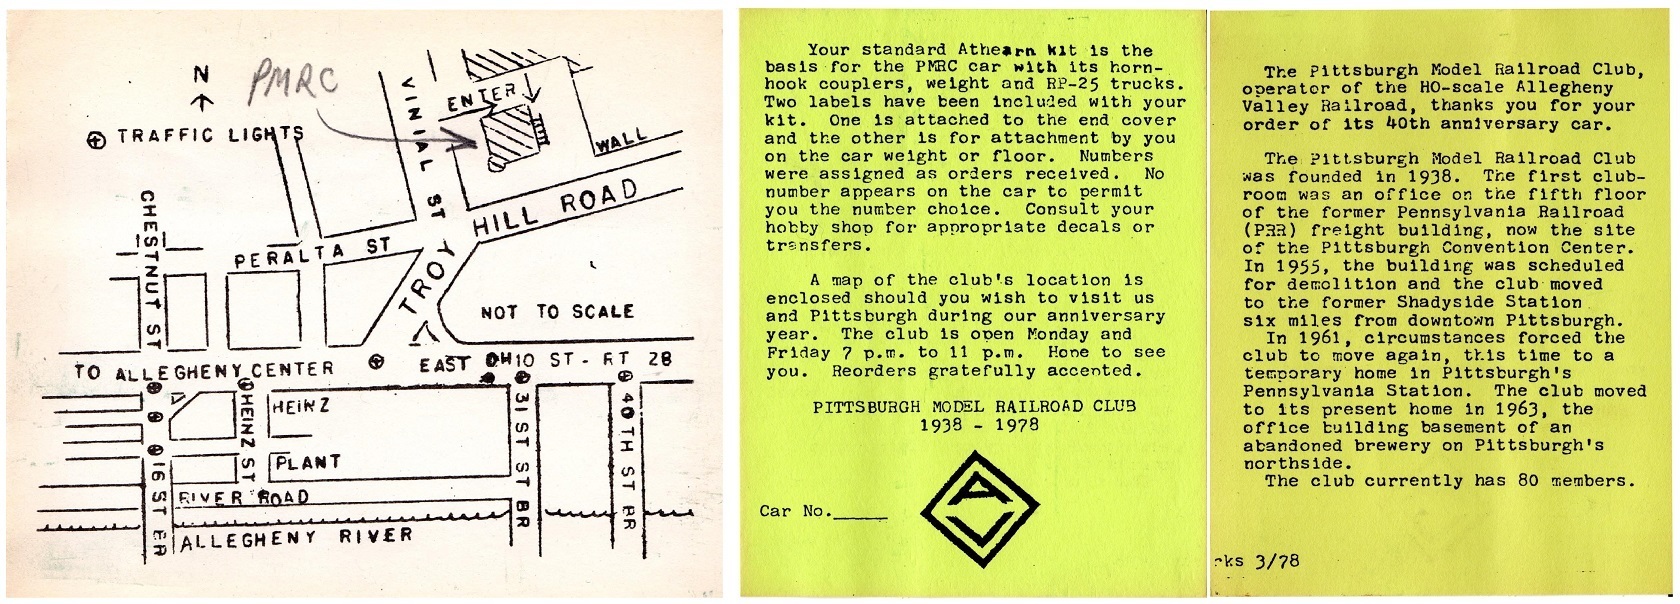 N
PMRC
TRAFFIC LIGHTS
VINIAL ST
ENTER
WALL
HILL ROAD
CHESTNUT ST
PERALTA ST
TROY
NOT TO SCALE
TO ALLEGHENY CENTER
EAST OHIO ST - RT 28
HEINZ ST
HEINZ
PLANT
31ST ST BR
40TH ST BR
16 ST BR
RIVER ROAD
ALLEGHENY RIVER
Your standard Athearn kit is the
basis for the PMRC car with its horn-
hook couplers, weight and RP-25 trucks.
Two labels have been included with your
kit. One is attached to the end cover
and the other is for attachment by you
on the car weight or floor. Numbers
were assigned as orders received. No
number appears on the car to permit
you the number choice. Consult your
hobby shop for appropriate decals or
transfers.
A map of the club's location is
enclosed should you wish to visit us
and Pittsburgh during our anniversary
year. The club is open Monday and
Friday 7 p.m. to 11 p.m. Hope to see
you. Reorders gratefully accepted.
PITTSBURGH MODEL RAILROAD CLUB
1938 - 1978
Car No.____
The Pittsburgh Model Railroad Club,
operator of the HO-scale Allegheny
Valley Railroad, thanks you for your
order of its 40th anniversary car.
The Pittsburgh Model Railroad Club
was founded in 1938. The first club-
room was an office on the fifth floor
of the former Pennsylvania Railroad
(PRR) freight building, now the site
of the Pittsburgh Convention Center.
In 1955, the building was scheduled
for demolition and the club moved
to the former Shadyside Station
six miles from downtown Pittsburgh.
In 1961, circumstances forced the
club to move again, this time to a
temporary home in Pittsburgh's
Pennsylvania Station. The club moved
to its present home in 1963, the
office building basement of an
abandoned brewery on Pittsburgh's
northside.
The club currently has 80 members.
rks 3/78